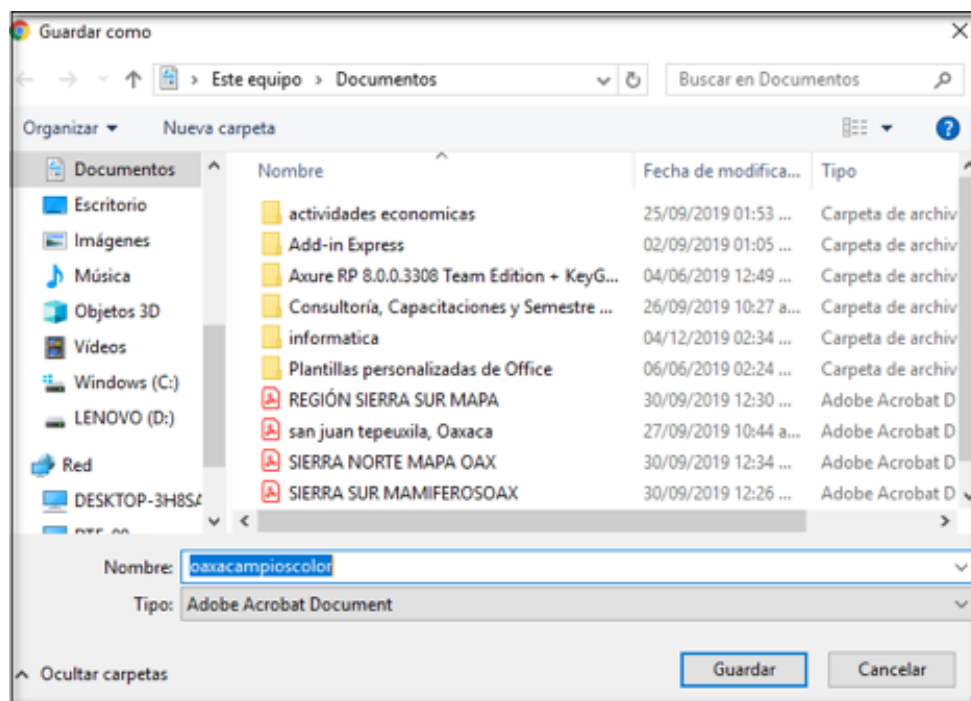 Guardar como
Este equipo > Documentos
Buscar en Documentos
Organizar
Nueva carpeta
Documentos
Escritorio
Imágenes
Música
Objetos 3D
Vídeos
Windows (C:)
LENOVO (D:)
Red
DESKTOP-3H8SA
Nombre Fecha de modifica... Tipo
actividades economicas 25/09/2019 01:53 ... Carpeta de archiv
Add-in Express 02/09/2019 01:05 ... Carpeta de archiv
Axure RP 8.0.0.3308 Team Edition + KeyG... 04/06/2019 12:49 ... Carpeta de archiv
Consultoría, Capacitaciones y Semestre ... 26/09/2019 10:27 a... Carpeta de archiv
informatica 04/12/2019 02:34 ... Carpeta de archiv
Plantillas personalizadas de Office 06/06/2019 02:24 ... Carpeta de archiv
REGIÓN SIERRA SUR MAPA 30/09/2019 12:30 ... Adobe Acrobat D
san juan tepeuxila, Oaxaca 27/09/2019 10:44 a... Adobe Acrobat D
SIERRA NORTE MAPA OAX 30/09/2019 12:34 ... Adobe Acrobat D
SIERRA SUR MAMIFEROSOAX 30/09/2019 12:26 ... Adobe Acrobat D
Nombre: oaxacampioscolor
Tipo: Adobe Acrobat Document
Ocultar carpetas
Guardar
Cancelar